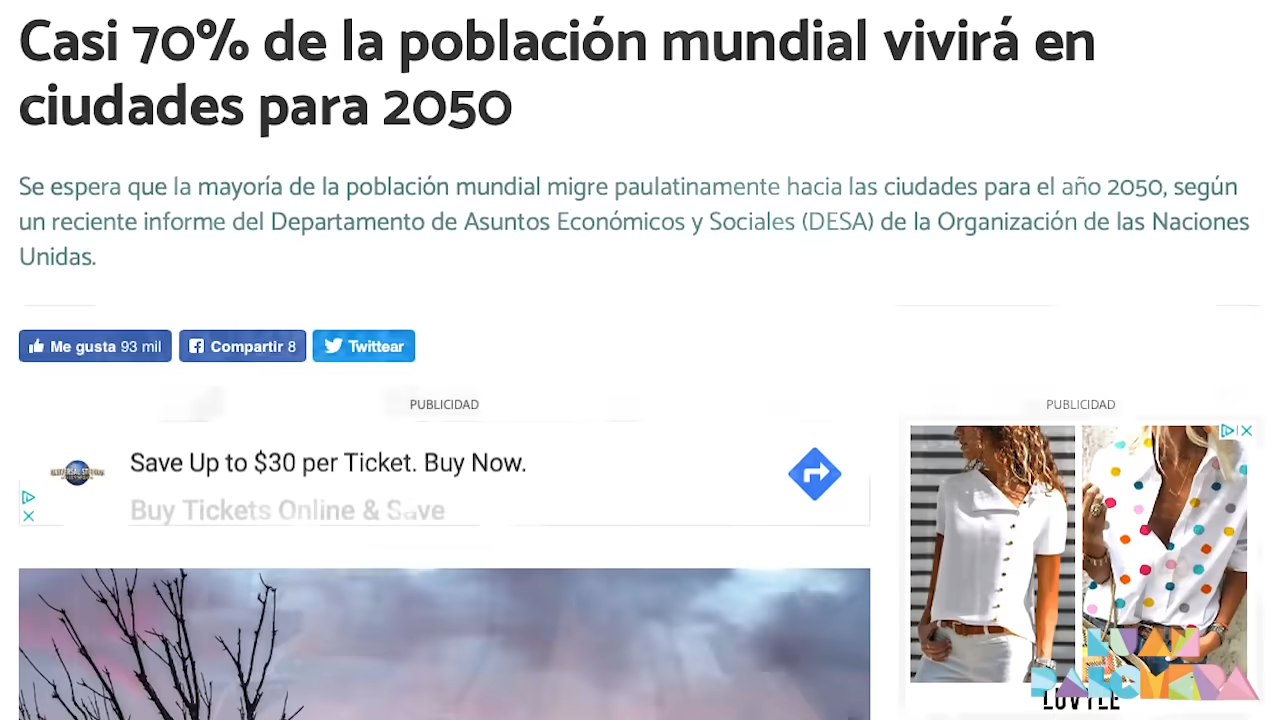 Casi 70% de la población mundial vivirá en
ciudades para 2050
Se espera que la mayoría de la población mundial migre paulatinamente hacia las ciudades para el año 2050, según
un reciente informe del Departamento de Asuntos Económicos y Sociales (DESA) de la Organización de las Naciones
Unidas.
Me gusta 93 mil
Compartir 8
Twittear
PUBLICIDAD
PUBLICIDAD
Save Up to $30 per Ticket. Buy Now.
Buy Tickets Online & Save